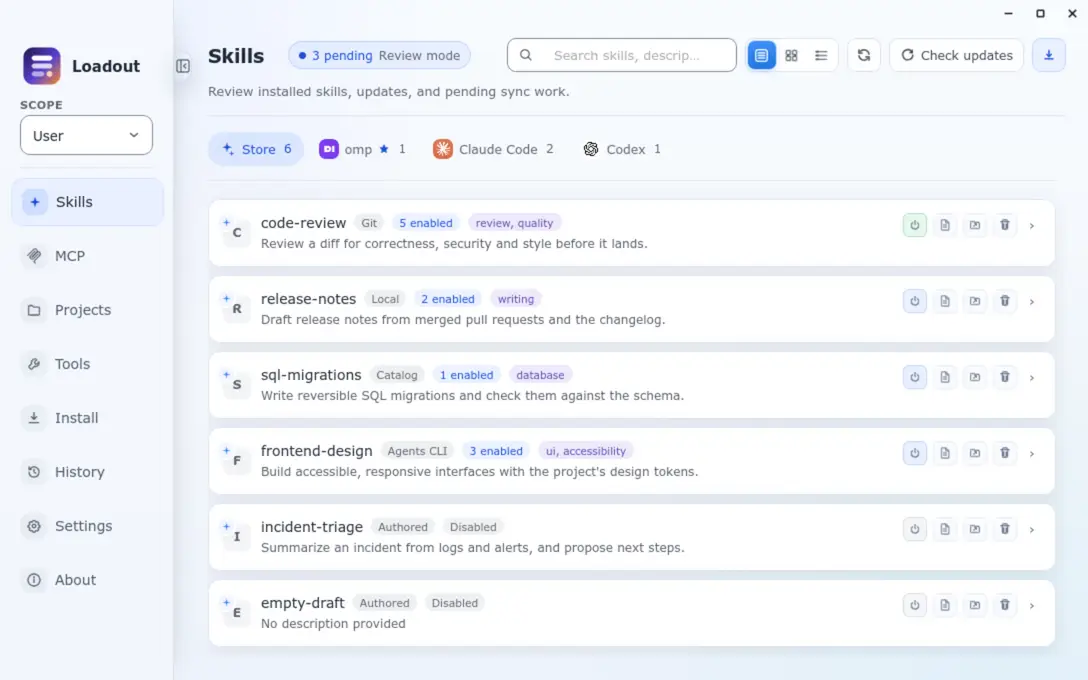 Loadout
SCOPE
User
Skills
MCP
Projects
Tools
Install
History
Settings
About
Skills
3 pending Review mode
Search skills, descrip...
Check updates
Review installed skills, updates, and pending sync work.
Store 6
DI omp 1
Claude Code 2
Codex 1
C
code-review Git 5 enabled review, quality
Review a diff for correctness, security and style before it lands.
R
release-notes Local 2 enabled writing
Draft release notes from merged pull requests and the changelog.
S
sql-migrations Catalog 1 enabled database
Write reversible SQL migrations and check them against the schema.
F
frontend-design Agents CLI 3 enabled ui, accessibility
Build accessible, responsive interfaces with the project's design tokens.
I
incident-triage Authored Disabled
Summarize an incident from logs and alerts, and propose next steps.
E
empty-draft Authored Disabled
No description provided